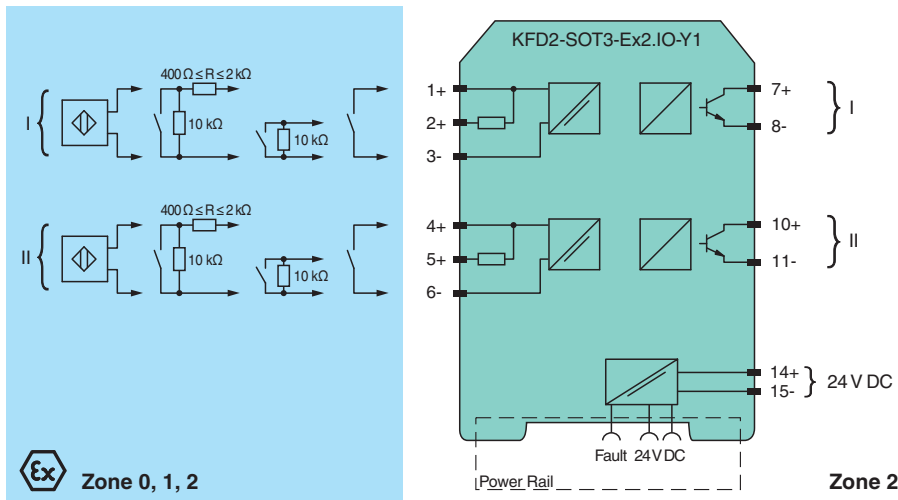 KFD2-SOT3-Ex2.IO-Y1
400 Ω ≤ R ≤ 2 kΩ
I
10 kΩ
10 kΩ
1+
2+
3-
7+
8-
I
400 Ω ≤ R ≤ 2 kΩ
II
10 kΩ
10 kΩ
4+
5+
6-
10+
11-
II
14+
15-
24 V DC
Fault 24 V DC
Power Rail
Ex
Zone 0, 1, 2
Zone 2